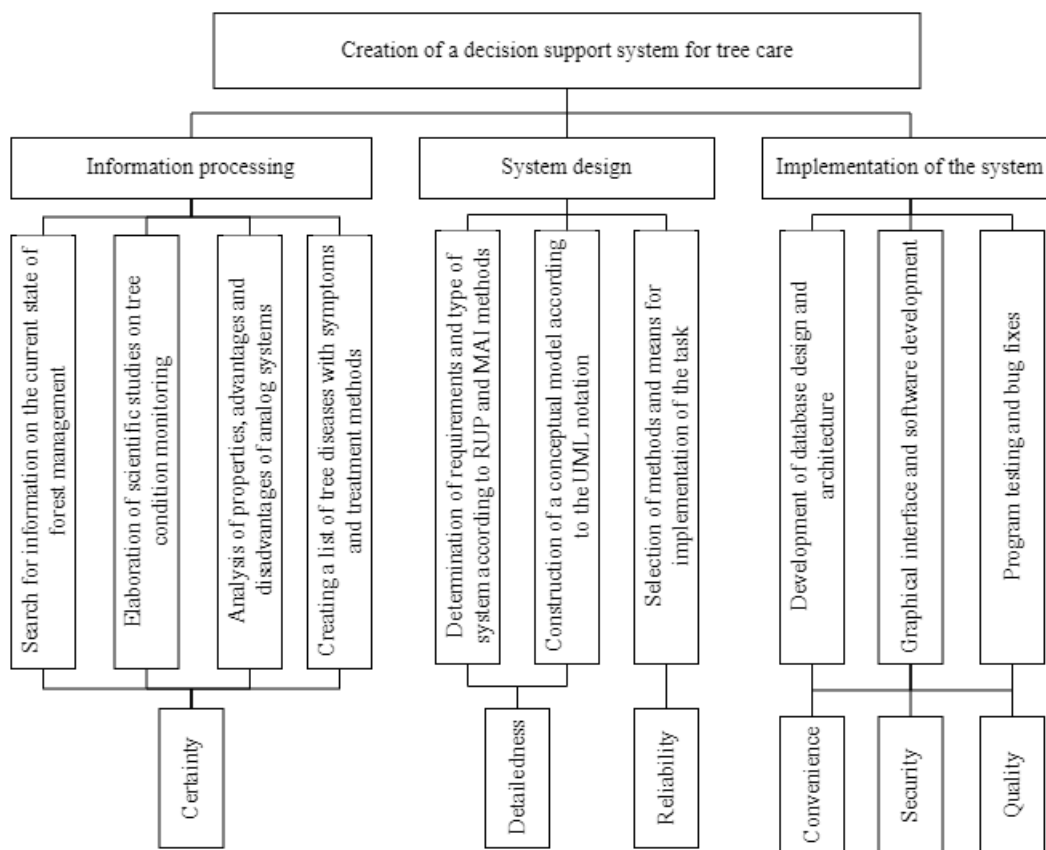 Creation of a decision support system for tree care
Information processing
System design
Implementation of the system
Search for information on the current state of
forest management
Elaboration of scientific studies on tree
condition monitoring
Analysis of properties, advantages and
disadvantages of analog systems
Creating a list of tree diseases with symptoms
and treatment methods
Determination of requirements and type of
system according to RUP and MAI methods
Construction of a conceptual model according
to the UML notation
Selection of methods and means for
implementation of the task
Development of database design and
architecture
Graphical interface and software development
Program testing and bug fixes
Certainty
Detailedness
Reliability
Convenience
Security
Quality